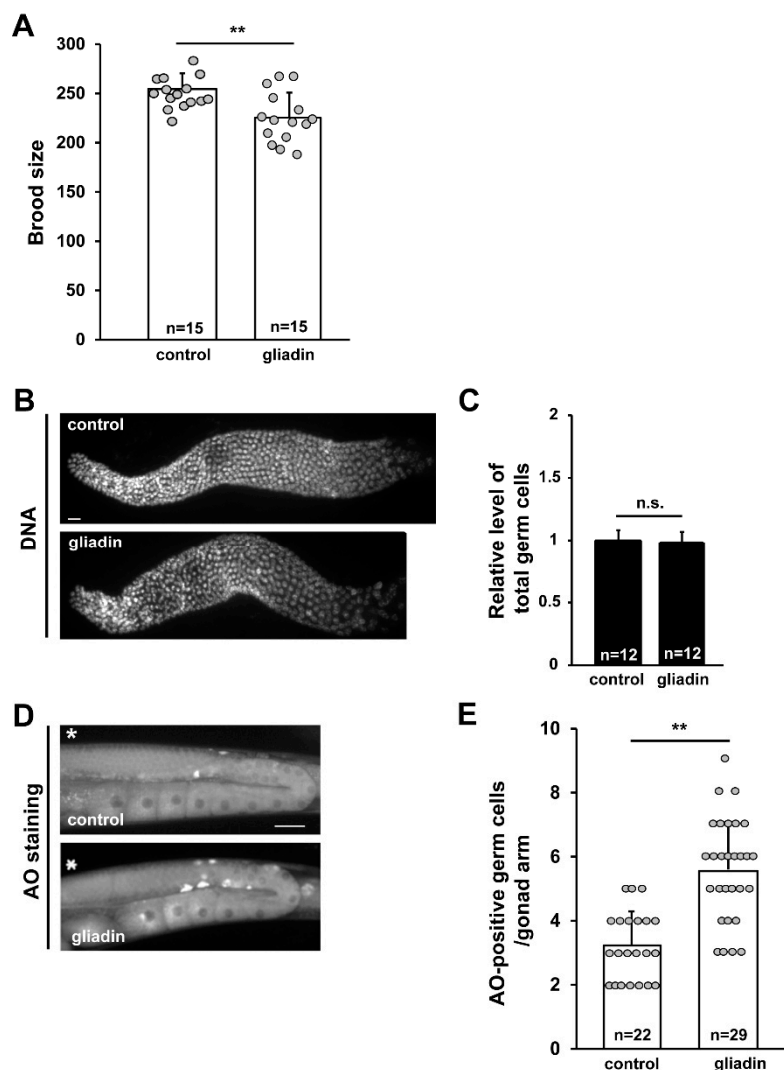 A
**
300
250
200
150
100
50
0
Brood size
n=15
n=15
control
gliadin
B
DNA
control
gliadin
C
2
1.5
1
0.5
0
Relative level of
total germ cells
n.s.
n=12
n=12
control
gliadin
D
AO staining
*
control
*
gliadin
E
10
8
6
4
2
0
AO-positive germ cells
/gonad arm
**
n=22
n=29
control
gliadin